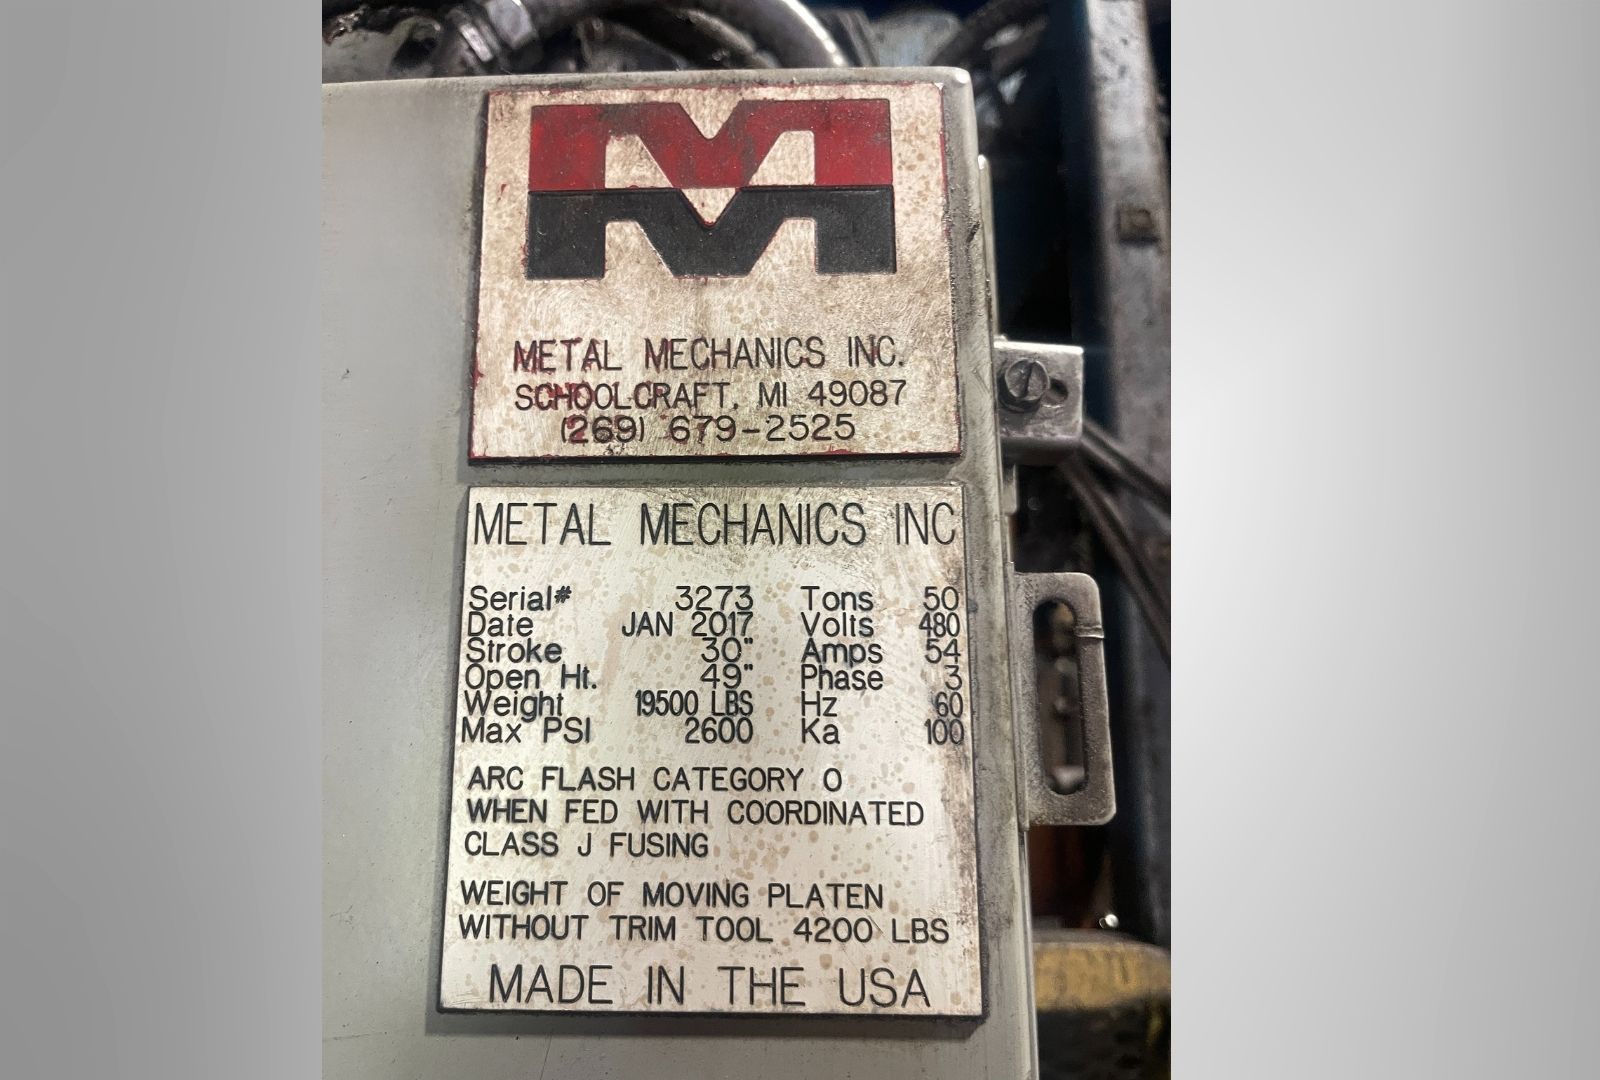 METAL MECHANICS INC.
SCHOOLCRAFT, MI 49087
(269) 679-2525
METAL MECHANICS INC
Serial# 3273 Tons 50
Date JAN 2017 Volts 480
Stroke 30" Amps 54
Open Ht. 49" Phase 3
Weight 19500 LBS Hz 60
Max PSI 2600 Ka 100
ARC FLASH CATEGORY 0
WHEN FED WITH COORDINATED
CLASS J FUSING
WEIGHT OF MOVING PLATEN
WITHOUT TRIM TOOL 4200 LBS
MADE IN THE USA